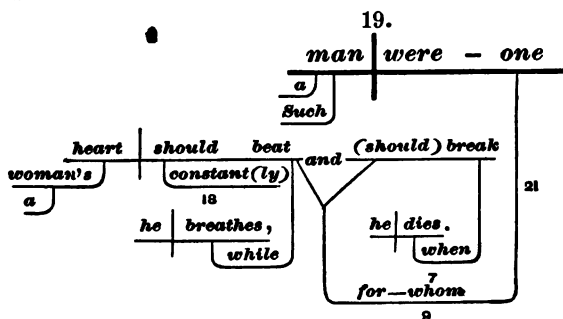 19.
man were – one
a
Such
heart should beat and (should) break
woman's constant(ly)
a 18 21
he breathes, he dies.
while when
7
for—whom
9